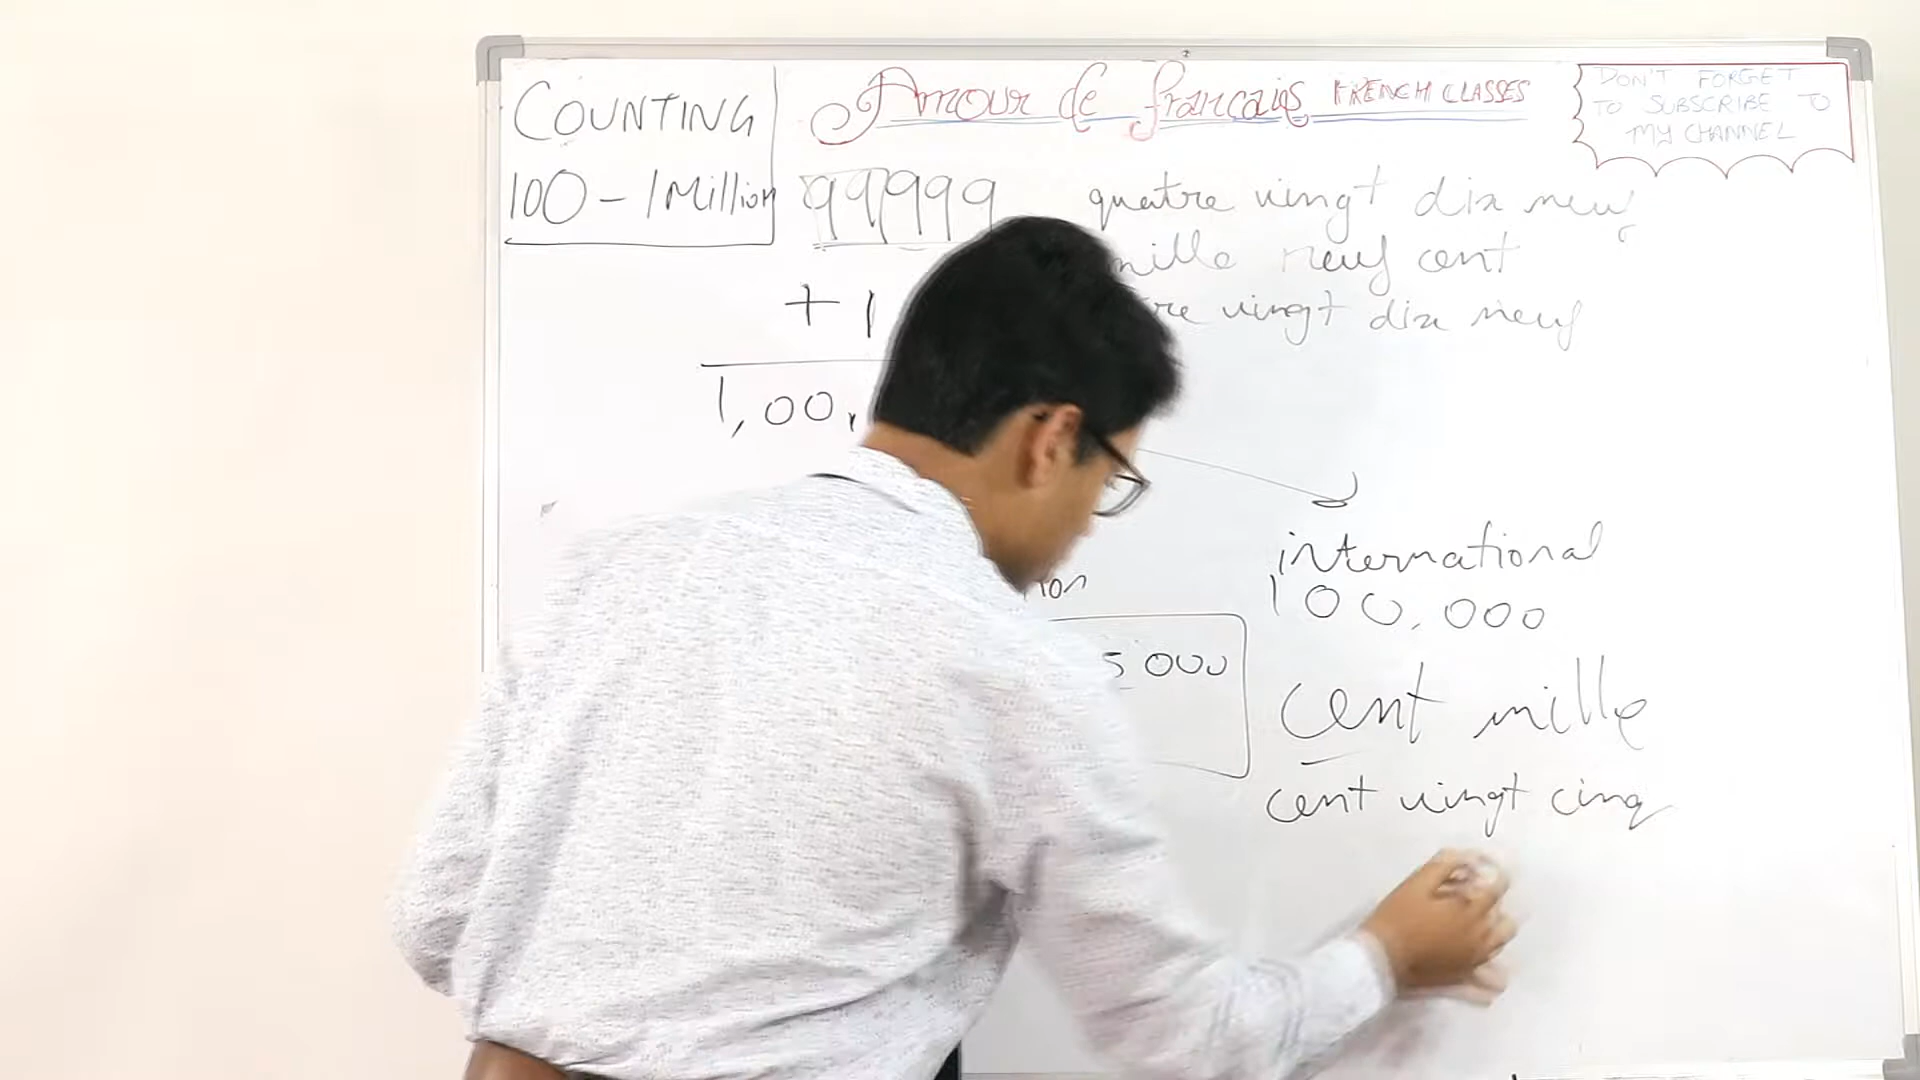 COUNTING
100 - 1 Million
Amour de francais FRENCH CLASSES
DON'T FORGET
TO SUBSCRIBE TO
MY CHANNEL
99999
quatre vingt dix neuf
mille neuf cent
vingt dix neuf
+ 1
1,00,
international
100,000
5 000
cent mille
cent vingt cinq